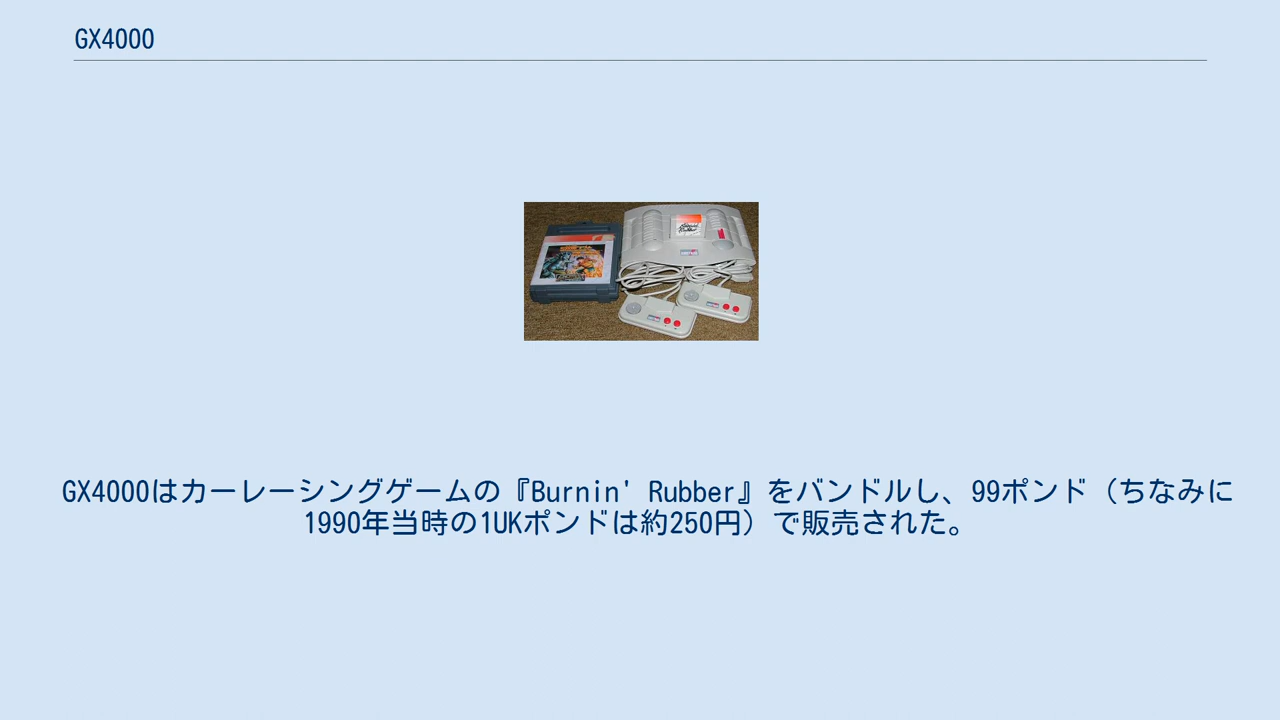 GX4000
GX4000はカーレーシングゲームの『Burnin' Rubber』をバンドルし、99ポンド（ちなみに
1990年当時の1UKポンドは約250円）で販売された。